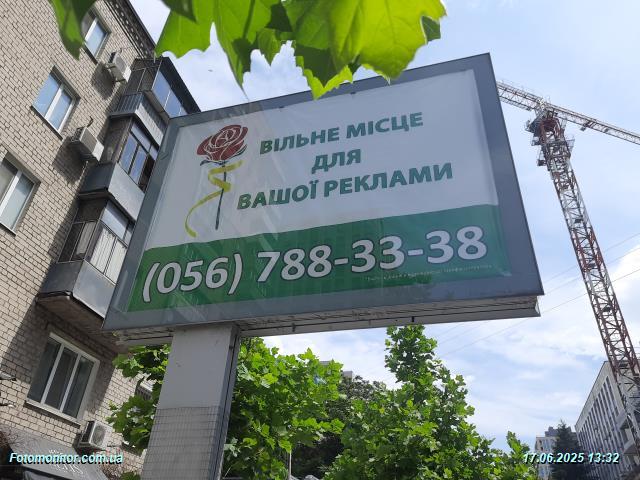 ВІЛЬНЕ МІСЦЕ
ДЛЯ
ВАШОЇ РЕКЛАМИ
(056) 788-33-38
Fotomonitor.com.ua
17.06.2025 13:32